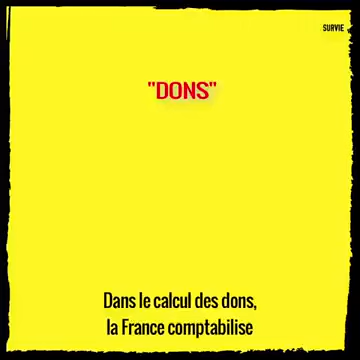 SURVIE
"DONS"
Dans le calcul des dons,
la France comptabilise